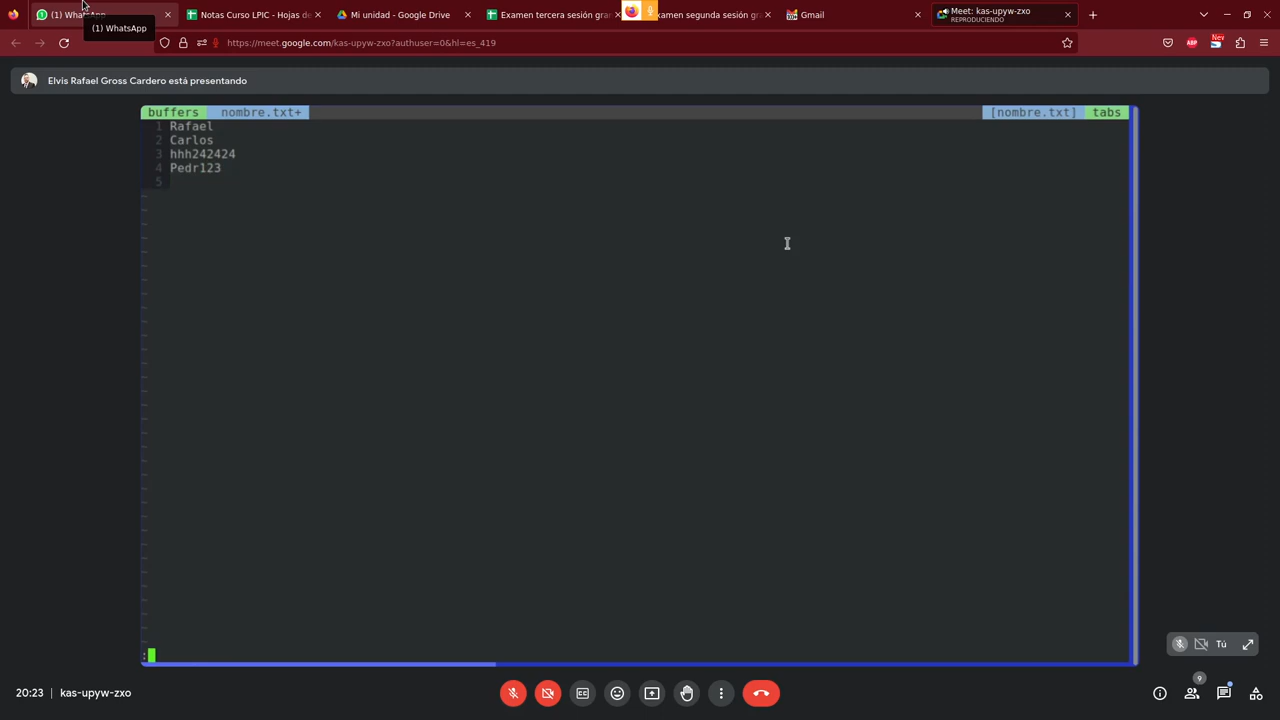 (1) WhatsApp
Notas Curso LPIC - Hojas de
Mi unidad - Google Drive
Examen tercera sesión gra
xamen segunda sesión gra
Gmail
Meet: kas-upyw-zxo
REPRODUCIENDO
(1) WhatsApp
https://meet.google.com/kas-upyw-zxo?authuser=0&hl=es_419
ABP
Nev
Elvis Rafael Gross Cardero está presentando
buffers nombre.txt+ [nombre.txt] tabs
1 Rafael
2 Carlos
3 hhh242424
4 Pedr123
5
:
Tú
20:23 | kas-upyw-zxo
9